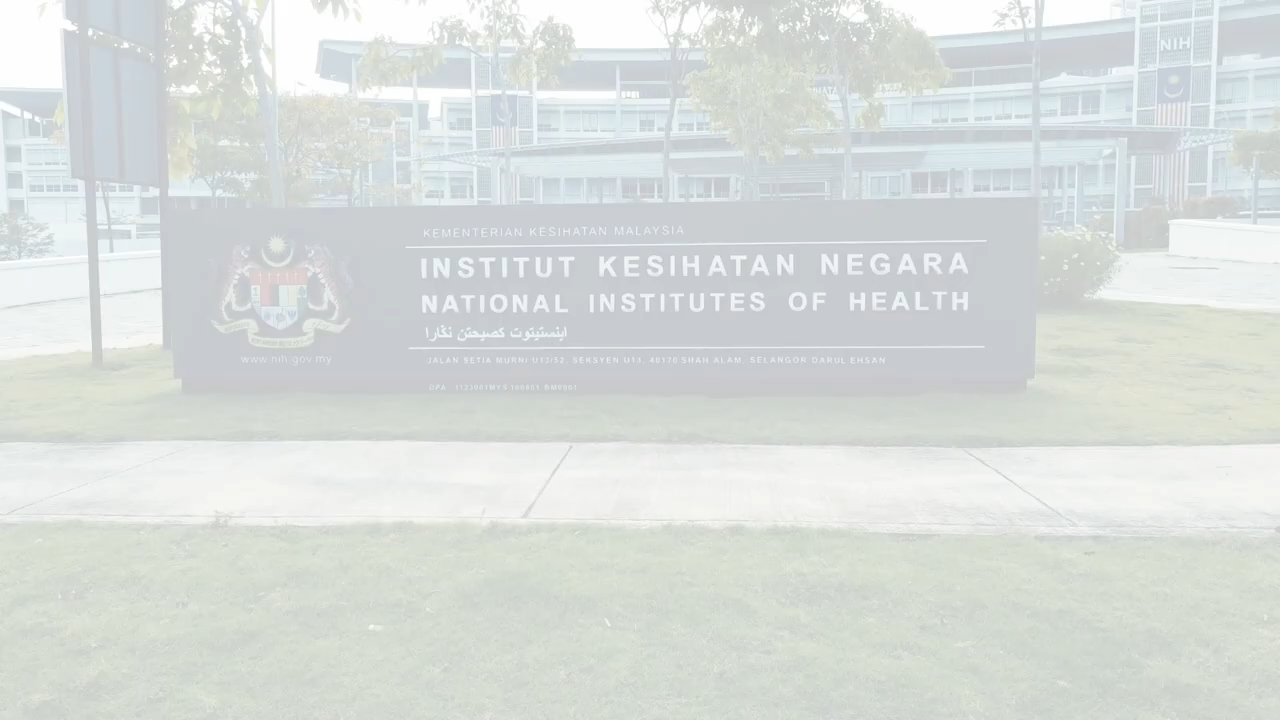 NIH
KEMENTERIAN KESIHATAN MALAYSIA
INSTITUT KESIHATAN NEGARA
NATIONAL INSTITUTES OF HEALTH
اينستيتوت کصيحتن نݢارا
www.nih.gov.my
JALAN SETIA MURNI U13/52, SEKSYEN U13, 40170 SHAH ALAM, SELANGOR DARUL EHSAN